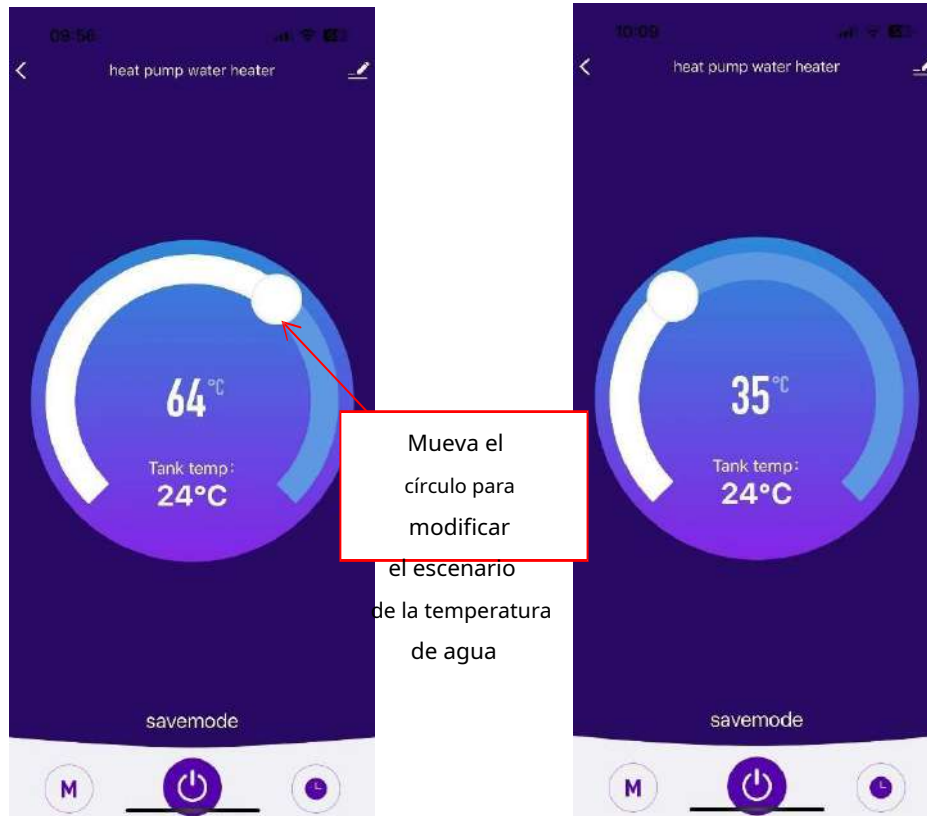 09:56
heat pump water heater
64°C
Tank temp:
24°C
savemode
M
Mueva el
círculo para
modificar
el escenario
de la temperatura
de agua
10:09
heat pump water heater
35°C
Tank temp:
24°C
savemode
M